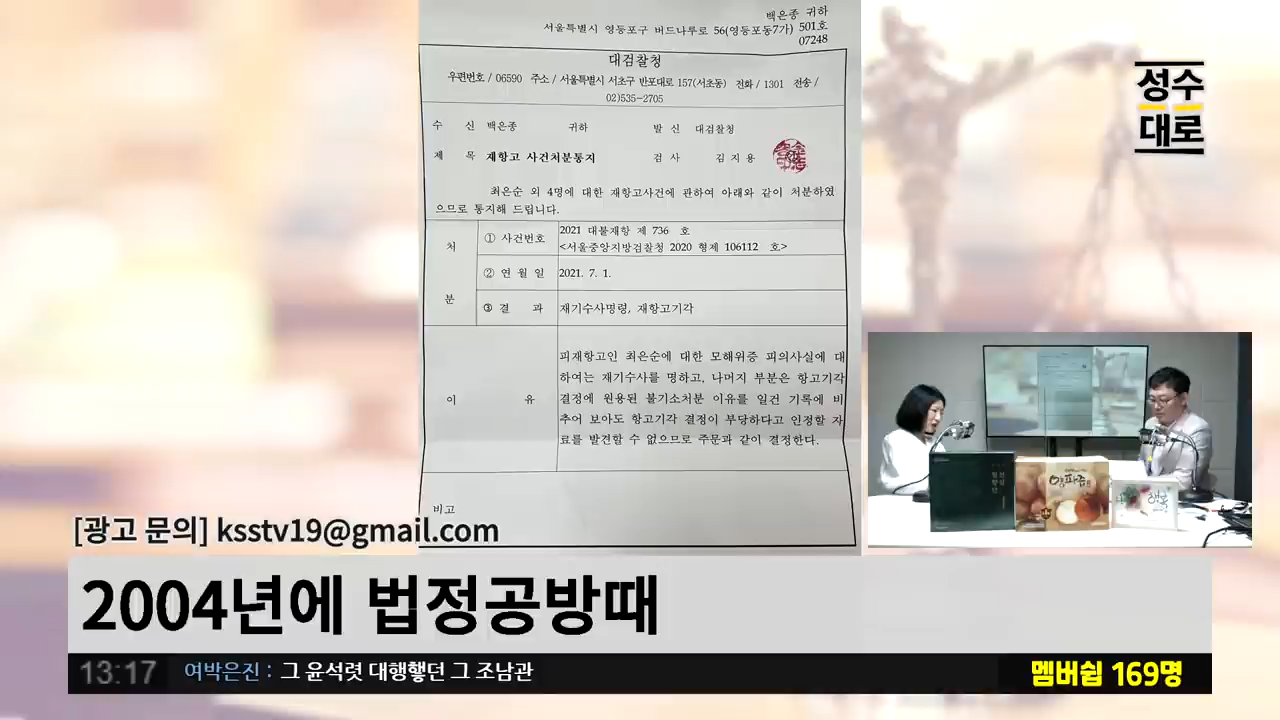 백은종 귀하
서울특별시 영등포구 버드나루로 56(영등포동7가) 501호
07248
대검찰청
우편번호 / 06590 주소 / 서울특별시 서초구 반포대로 157(서초동) 전화 / 1301 전송 /
02)535-2705
수 신 백은종 귀하 발 신 대검찰청
제 목 재항고 사건처분통지 검 사 김 지 용
최은순 외 4명에 대한 재항고사건에 관하여 아래와 같이 처분하였
으므로 통지해 드립니다.
처 분
① 사건번호
2021 대불재항 제 736 호
<서울중앙지방검찰청 2020 형제 106112 호>
② 연 월 일 2021. 7. 1.
③ 결 과 재기수사명령, 재항고기각
이 유
피재항고인 최은순에 대한 모해위증 피의사실에 대
하여는 재기수사를 명하고, 나머지 부분은 항고기각
결정에 원용된 불기소처분 이유를 일건 기록에 비
추어 보아도 항고기각 결정이 부당하다고 인정할 자
료를 발견할 수 없으므로 주문과 같이 결정한다.
비고
성수
대로
양파즙
[광고 문의] ksstv19@gmail.com
2004년에 법정공방때
13:17 여박은진 : 그 윤석렷 대행햏던 그 조남관
멤버쉽 169명